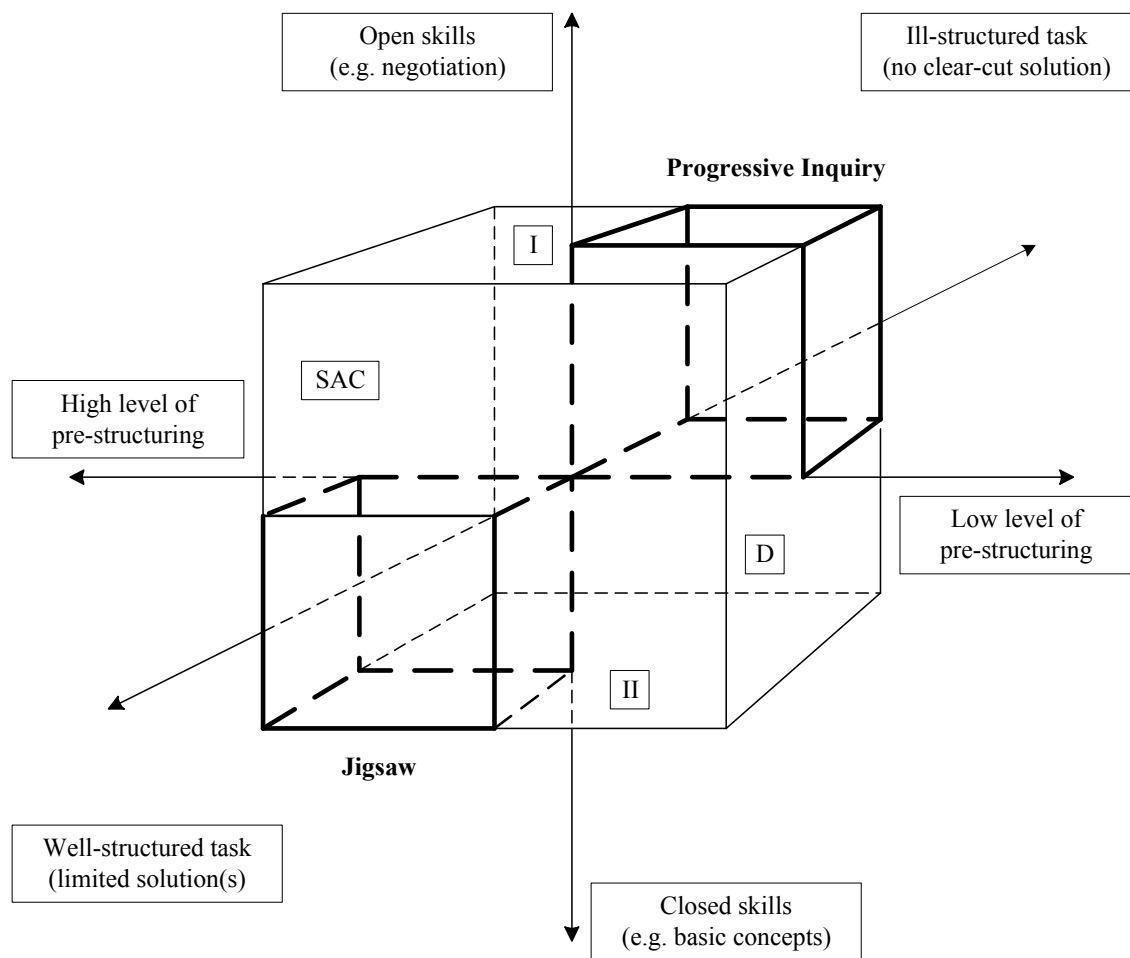 Open skills
(e.g. negotiation)
Ill-structured task
(no clear-cut solution)
Progressive Inquiry
I
SAC
High level of
pre-structuring
Low level of
pre-structuring
D
II
Jigsaw
Well-structured task
(limited solution(s)
Closed skills
(e.g. basic concepts)